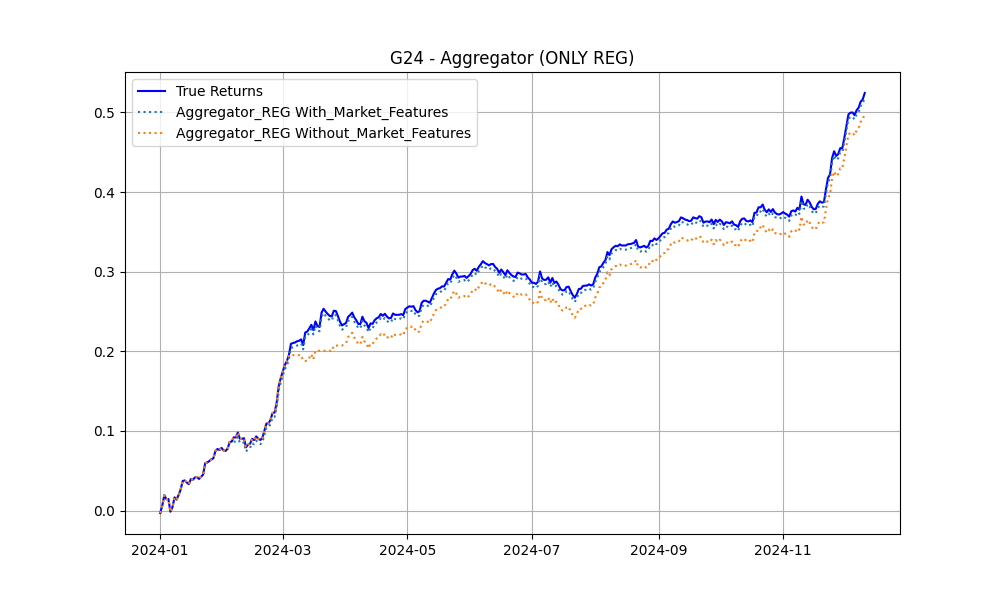 G24 - Aggregator (ONLY REG)
True Returns
Aggregator_REG With_Market_Features
Aggregator_REG Without_Market_Features
0.5
0.4
0.3
0.2
0.1
0.0
2024-01 2024-03 2024-05 2024-07 2024-09 2024-11